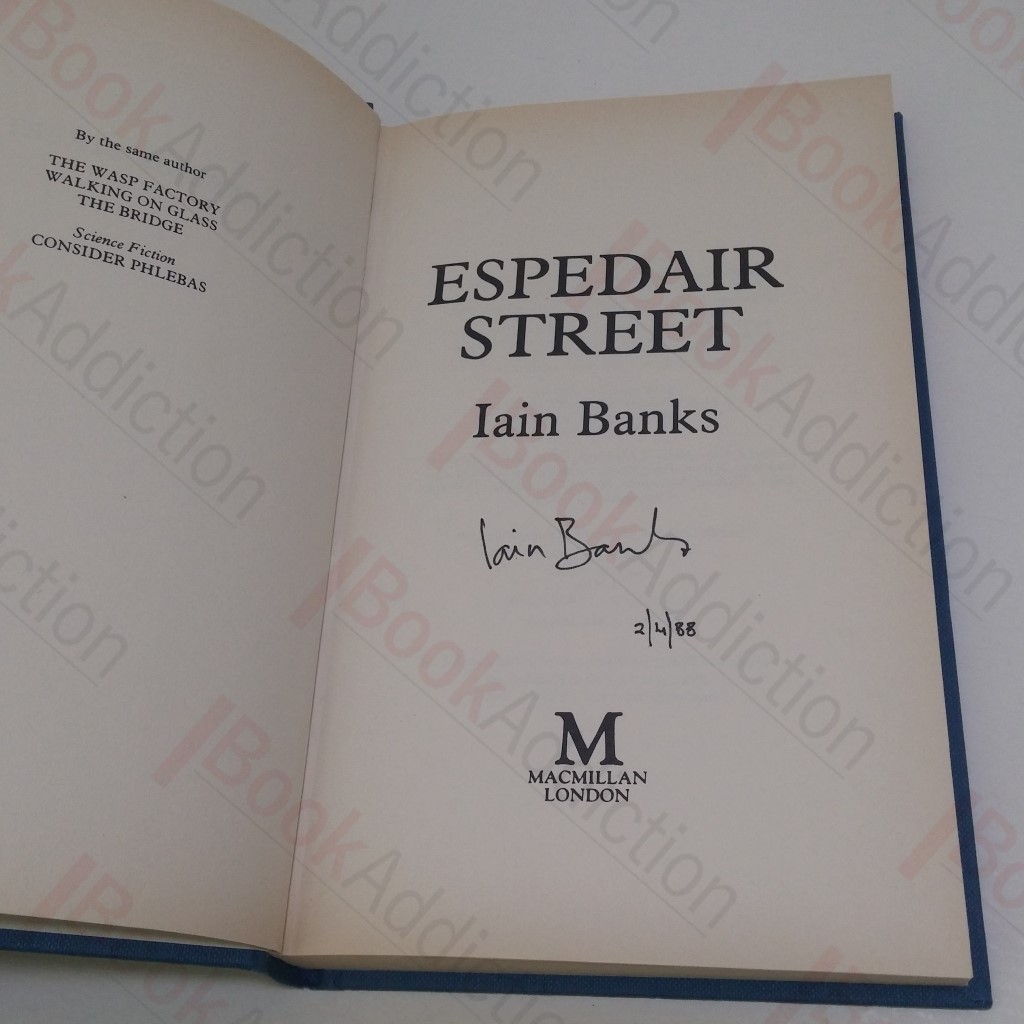 By the same author
THE WASP FACTORY
WALKING ON GLASS
THE BRIDGE
Science Fiction
CONSIDER PHLEBAS
ESPEDAIR
STREET
Iain Banks
Iain Banks
2/4/88
M
MACMILLAN
LONDON
BookAddiction